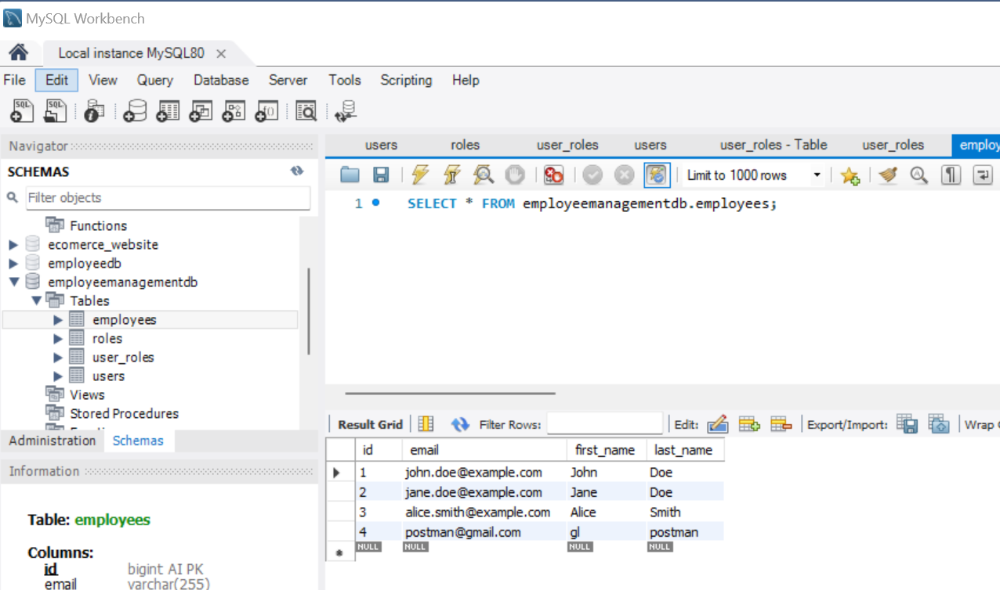 MySQL Workbench
Local instance MySQL80
File Edit View Query Database Server Tools Scripting Help
SQL SQL
Navigator
users roles user_roles users user_roles - Table user_roles employ
SCHEMAS
Limit to 1000 rows
Filter objects
1 SELECT * FROM employeemanagementdb.employees;
Functions
ecomerce_website
employeedb
employeemanagementdb
Tables
employees
roles
user_roles
users
Views
Stored Procedures
Administration Schemas
Result Grid Filter Rows: Edit: Export/Import: Wrap
id email first_name last_name
1 john.doe@example.com John Doe
2 jane.doe@example.com Jane Doe
3 alice.smith@example.com Alice Smith
4 postman@gmail.com gl postman
NULL NULL NULL NULL
Information
Table: employees
Columns:
id bigint AI PK
email varchar(255)